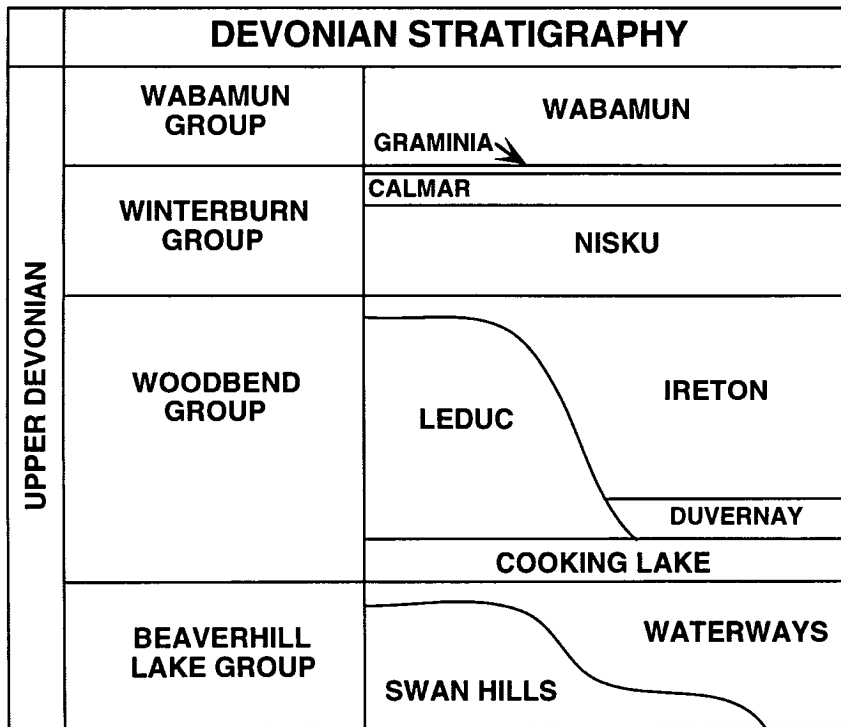 DEVONIAN STRATIGRAPHY
UPPER DEVONIAN
WABAMUN
GROUP
WABAMUN
GRAMINIA
WINTERBURN
GROUP
CALMAR
NISKU
WOODBEND
GROUP
LEDUC
IRETON
DUVERNAY
COOKING LAKE
BEAVERHILL
LAKE GROUP
SWAN HILLS
WATERWAYS